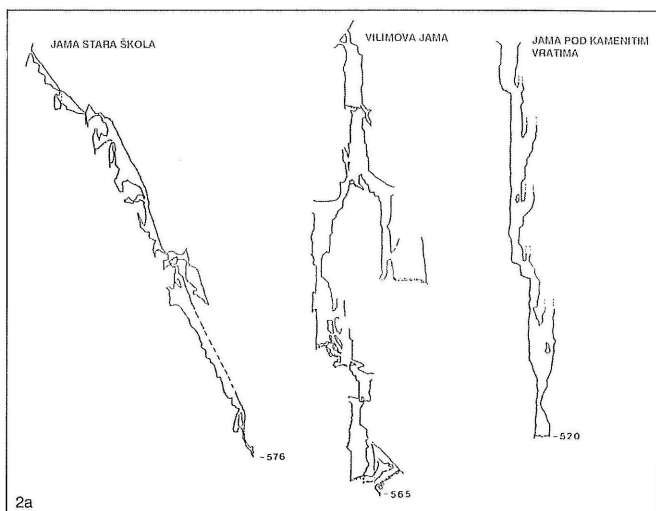 JAMA STARA ŠKOLA
VILIMOVA JAMA
JAMA POD KAMENITIM
VRATIMA
-576
-565
-520
2a